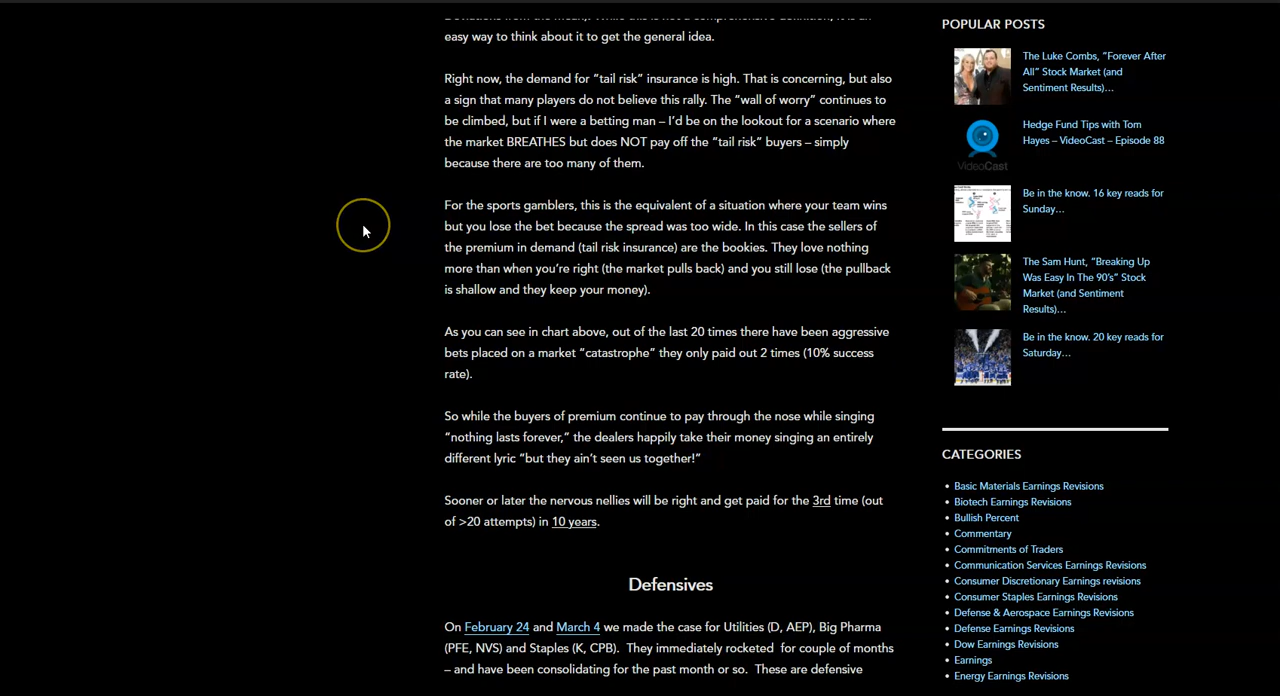 easy way to think about it to get the general idea.
Right now, the demand for “tail risk” insurance is high. That is concerning, but also
a sign that many players do not believe this rally. The “wall of worry” continues to
be climbed, but if I were a betting man – I’d be on the lookout for a scenario where
the market BREATHES but does NOT pay off the “tail risk” buyers – simply
because there are too many of them.
For the sports gamblers, this is the equivalent of a situation where your team wins
but you lose the bet because the spread was too wide. In this case the sellers of
the premium in demand (tail risk insurance) are the bookies. They love nothing
more than when you’re right (the market pulls back) and you still lose (the pullback
is shallow and they keep your money).
As you can see in chart above, out of the last 20 times there have been aggressive
bets placed on a market “catastrophe” they only paid out 2 times (10% success
rate).
So while the buyers of premium continue to pay through the nose while singing
“nothing lasts forever,” the dealers happily take their money singing an entirely
different lyric “but they ain’t seen us together!”
Sooner or later the nervous nellies will be right and get paid for the 3rd time (out
of >20 attempts) in 10 years.
Defensives
On February 24 and March 4 we made the case for Utilities (D, AEP), Big Pharma
(PFE, NVS) and Staples (K, CPB). They immediately rocketed for couple of months
– and have been consolidating for the past month or so. These are defensive
POPULAR POSTS
The Luke Combs, “Forever After
All” Stock Market (and
Sentiment Results)…
VideoCast
Hedge Fund Tips with Tom
Hayes – VideoCast – Episode 88
Be in the know. 16 key reads for
Sunday…
The Sam Hunt, “Breaking Up
Was Easy In The 90’s” Stock
Market (and Sentiment
Results)…
Be in the know. 20 key reads for
Saturday…
CATEGORIES
Basic Materials Earnings Revisions
Biotech Earnings Revisions
Bullish Percent
Commentary
Commitments of Traders
Communication Services Earnings Revisions
Consumer Discretionary Earnings revisions
Consumer Staples Earnings Revisions
Defense & Aerospace Earnings Revisions
Defense Earnings Revisions
Dow Earnings Revisions
Earnings
Energy Earnings Revisions